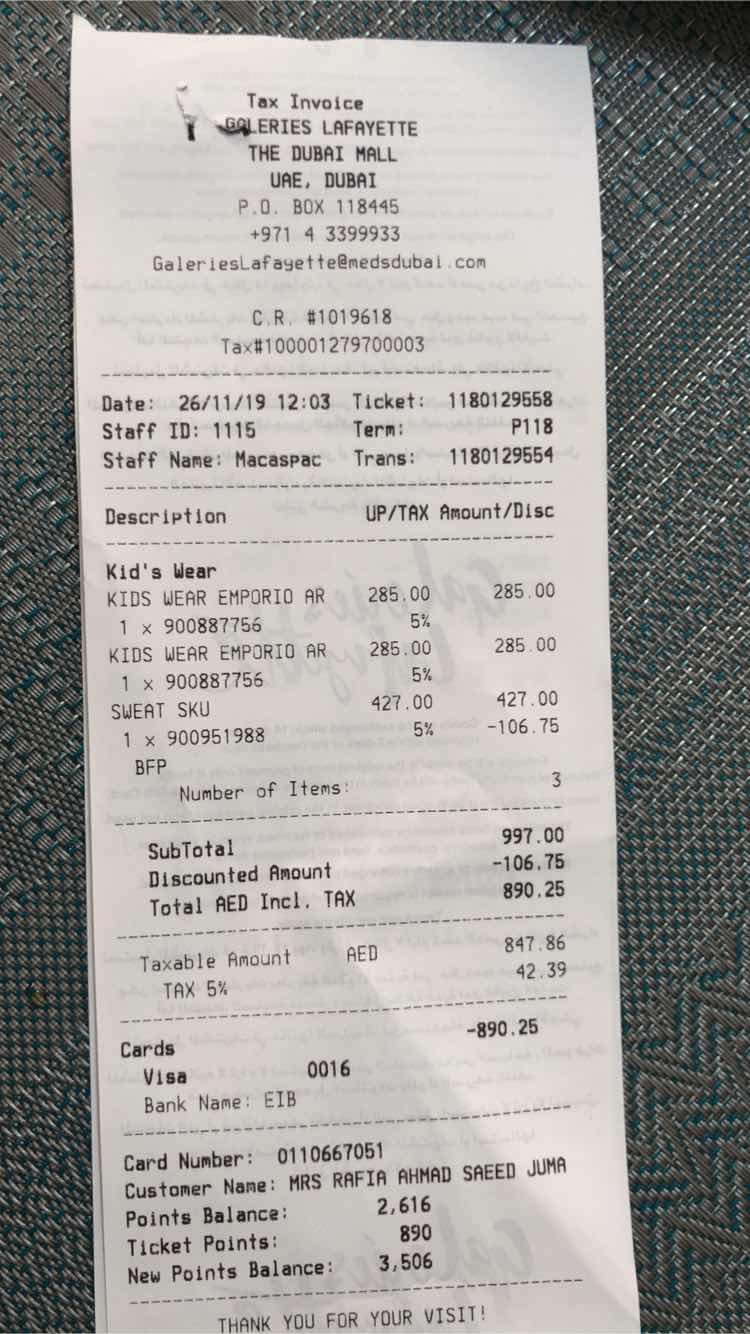 Tax Invoice
GALERIES LAFAYETTE
THE DUBAI MALL
UAE, DUBAI
P.O. BOX 118445
+971 4 3399933
GaleriesLafayette@medsdubai.com
C.R. #1019618
Tax#100001279700003
Date: 26/11/19 12:03 Ticket: 1180129558
Staff ID: 1115 Term: P118
Staff Name: Macaspac Trans: 1180129554
Description UP/TAX Amount/Disc
Kid's Wear
KIDS WEAR EMPORIO AR 285.00 285.00
1 x 900887756 5%
KIDS WEAR EMPORIO AR 285.00 285.00
1 x 900887756 5%
SWEAT SKU 427.00 427.00
1 x 900951988 5% -106.75
BFP
Number of Items: 3
SubTotal 997.00
Discounted Amount -106.75
Total AED Incl. TAX 890.25
Taxable Amount AED 847.86
TAX 5% 42.39
Cards -890.25
Visa 0016
Bank Name: EIB
Card Number: 0110667051
Customer Name: MRS RAFIA AHMAD SAEED JUMA
Points Balance: 2,616
Ticket Points: 890
New Points Balance: 3,506
THANK YOU FOR YOUR VISIT!